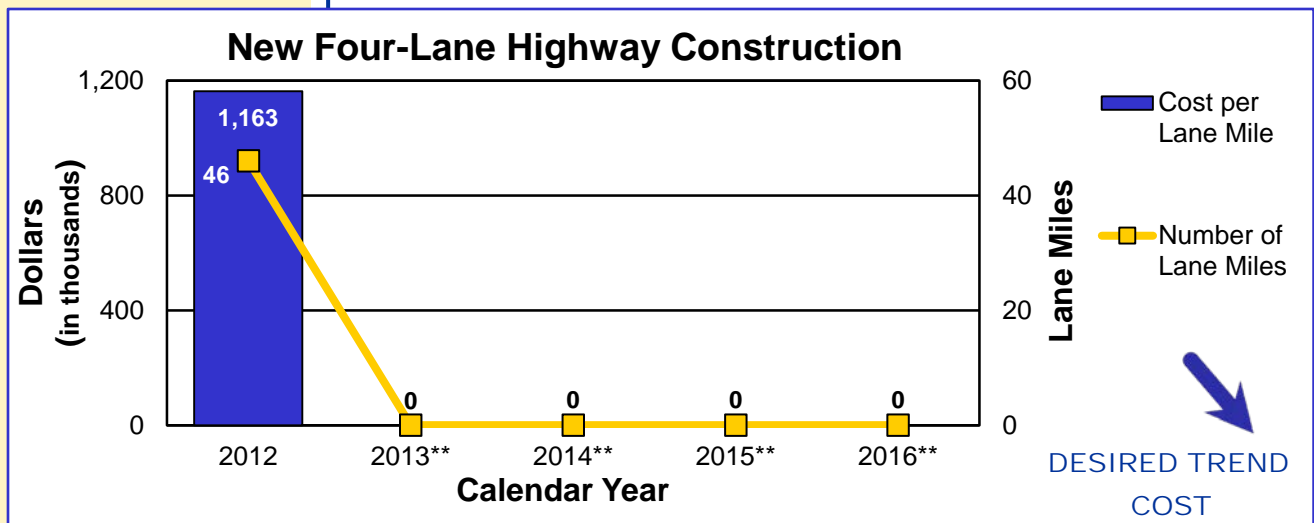 New Four-Lane Highway Construction
Dollars
(in thousands)
1,200
800
400
0
1,163
46
0
0
0
0
60
40
20
0
Lane Miles
2012
2013**
2014**
2015**
2016**
Calendar Year
Cost per
Lane Mile
Number of
Lane Miles
DESIRED TREND
COST